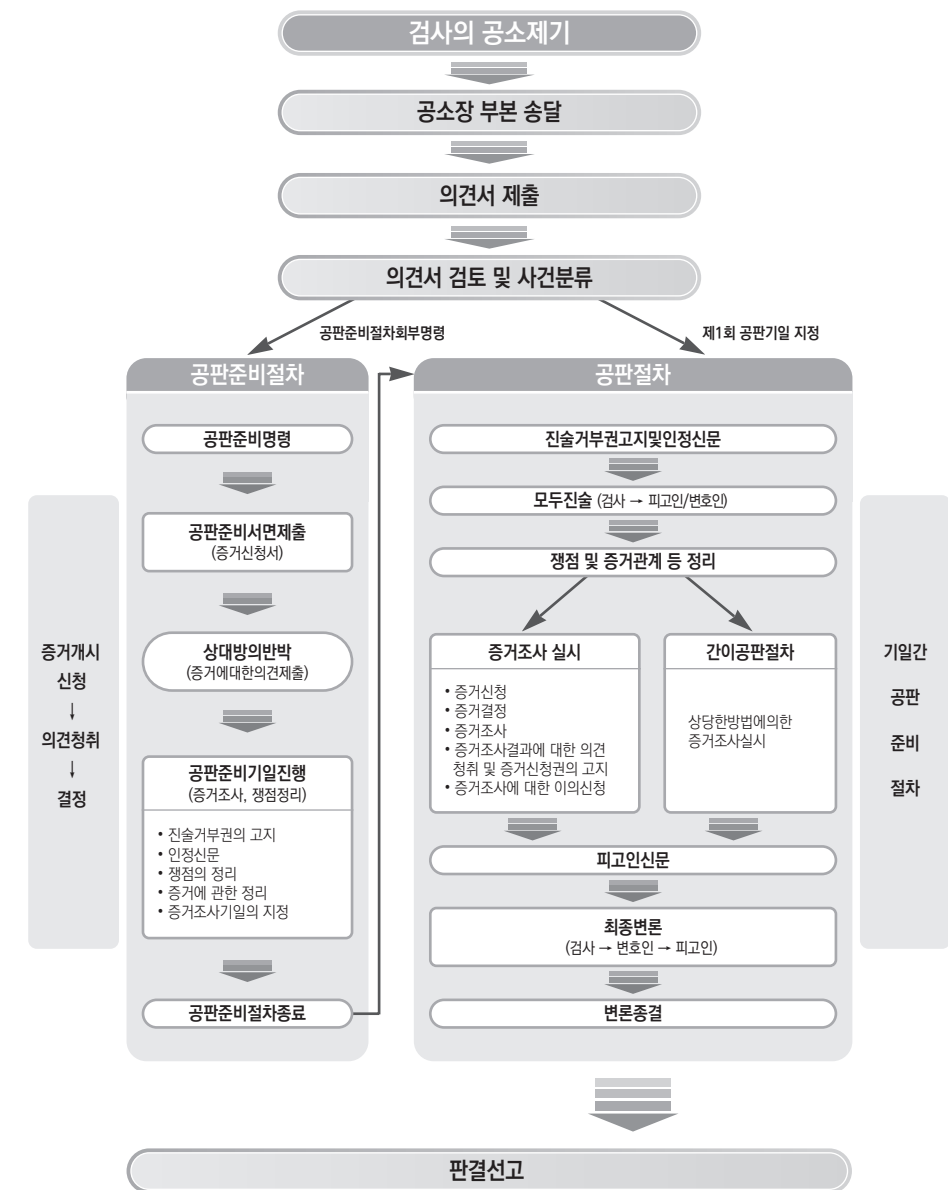 검사의 공소제기
공소장 부본 송달
의견서 제출
의견서 검토 및 사건분류
공판준비절차회부명령
제1회 공판기일 지정
공판준비절차
공판준비명령
공판준비서면제출
(증거신청서)
상대방의반박
(증거에대한의견제출)
공판준비기일진행
(증거조사, 쟁점정리)
• 진술거부권의 고지
• 인정신문
• 쟁점의 정리
• 증거에 관한 정리
• 증거조사기일의 지정
공판준비절차종료
증거개시
신청
↓
의견청취
↓
결정
공판절차
진술거부권고지및인정신문
모두진술 (검사 → 피고인/변호인)
쟁점 및 증거관계 등 정리
증거조사 실시
• 증거신청
• 증거결정
• 증거조사
• 증거조사결과에 대한 의견
청취 및 증거신청권의 고지
• 증거조사에 대한 이의신청
간이공판절차
상당한방법에의한
증거조사실시
피고인신문
최종변론
(검사 → 변호인 → 피고인)
변론종결
기일간
공판
준비
절차
판결선고